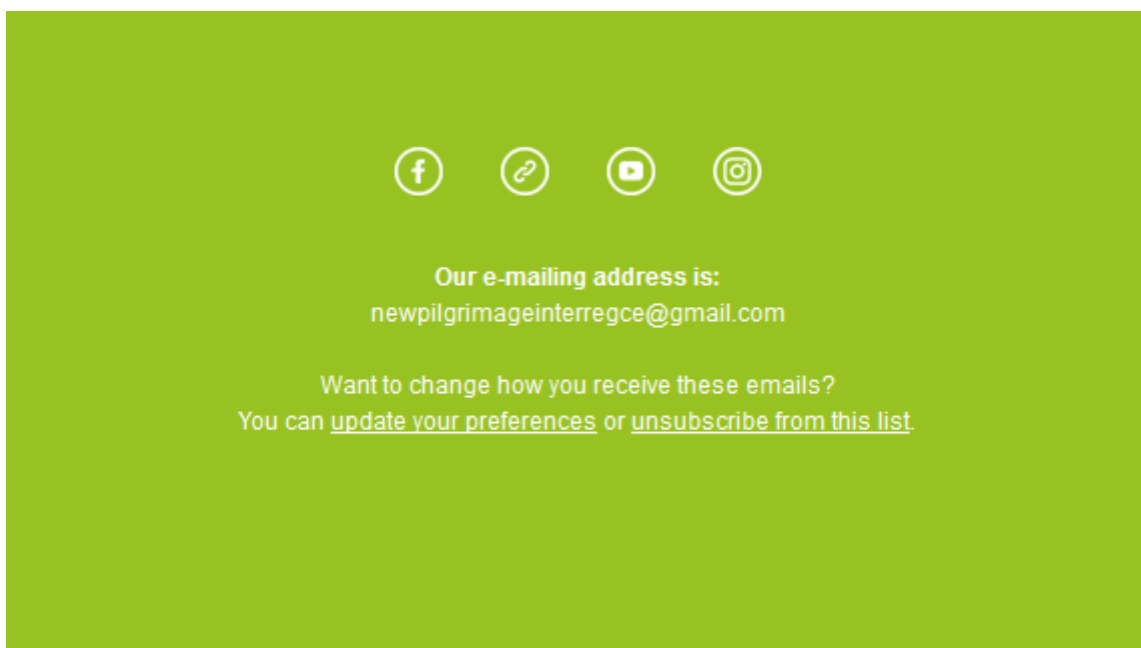 Our e-mailing address is:
newpilgrimageinterregce@gmail.com
Want to change how you receive these emails?
You can update your preferences or unsubscribe from this list.